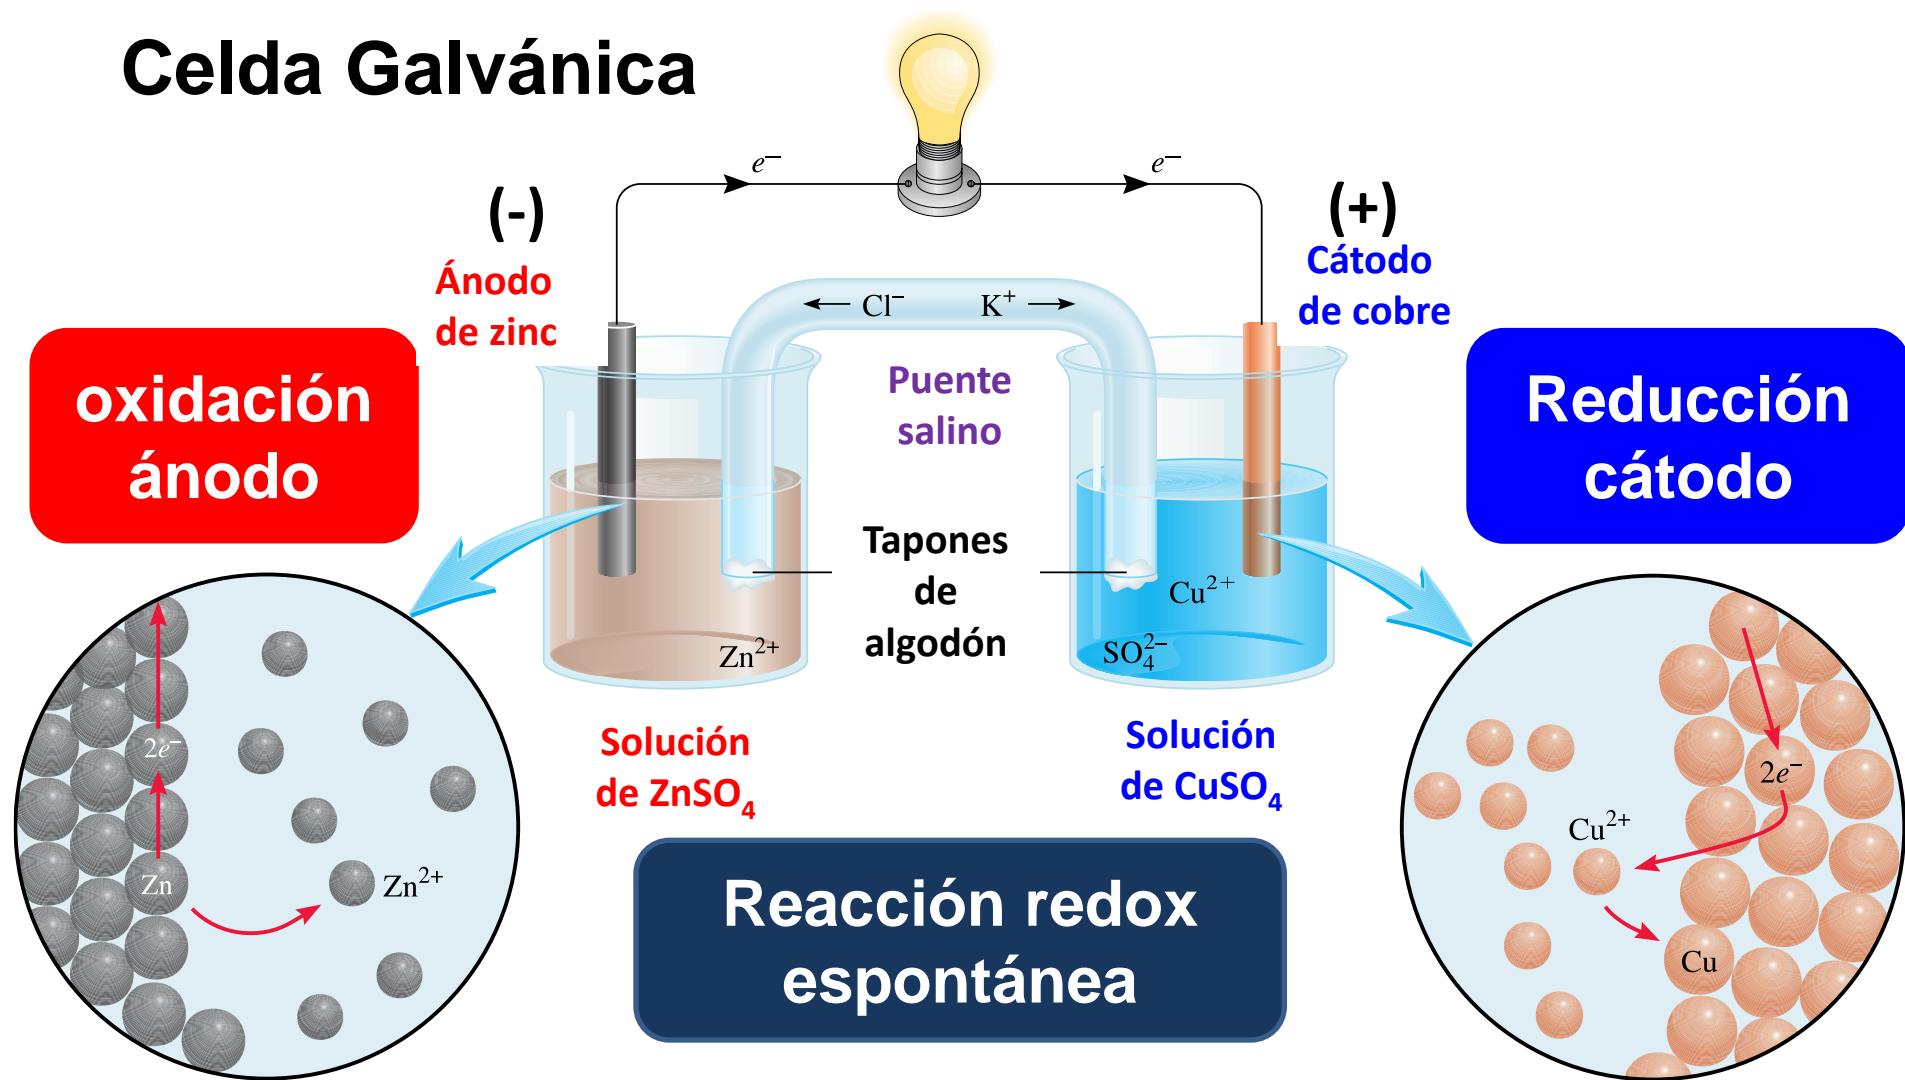 Celda Galvánica
e⁻
e⁻
(-)
(+)
Ánodo
de zinc
Cátodo
de cobre
Cl⁻
K⁺
oxidación
ánodo
Puente
salino
Reducción
cátodo
Tapones
de
algodón
Zn²⁺
Cu²⁺
SO₄²⁻
Solución
de ZnSO₄
Solución
de CuSO₄
2e⁻
Zn
Zn²⁺
2e⁻
Cu²⁺
Cu
Reacción redox
espontánea